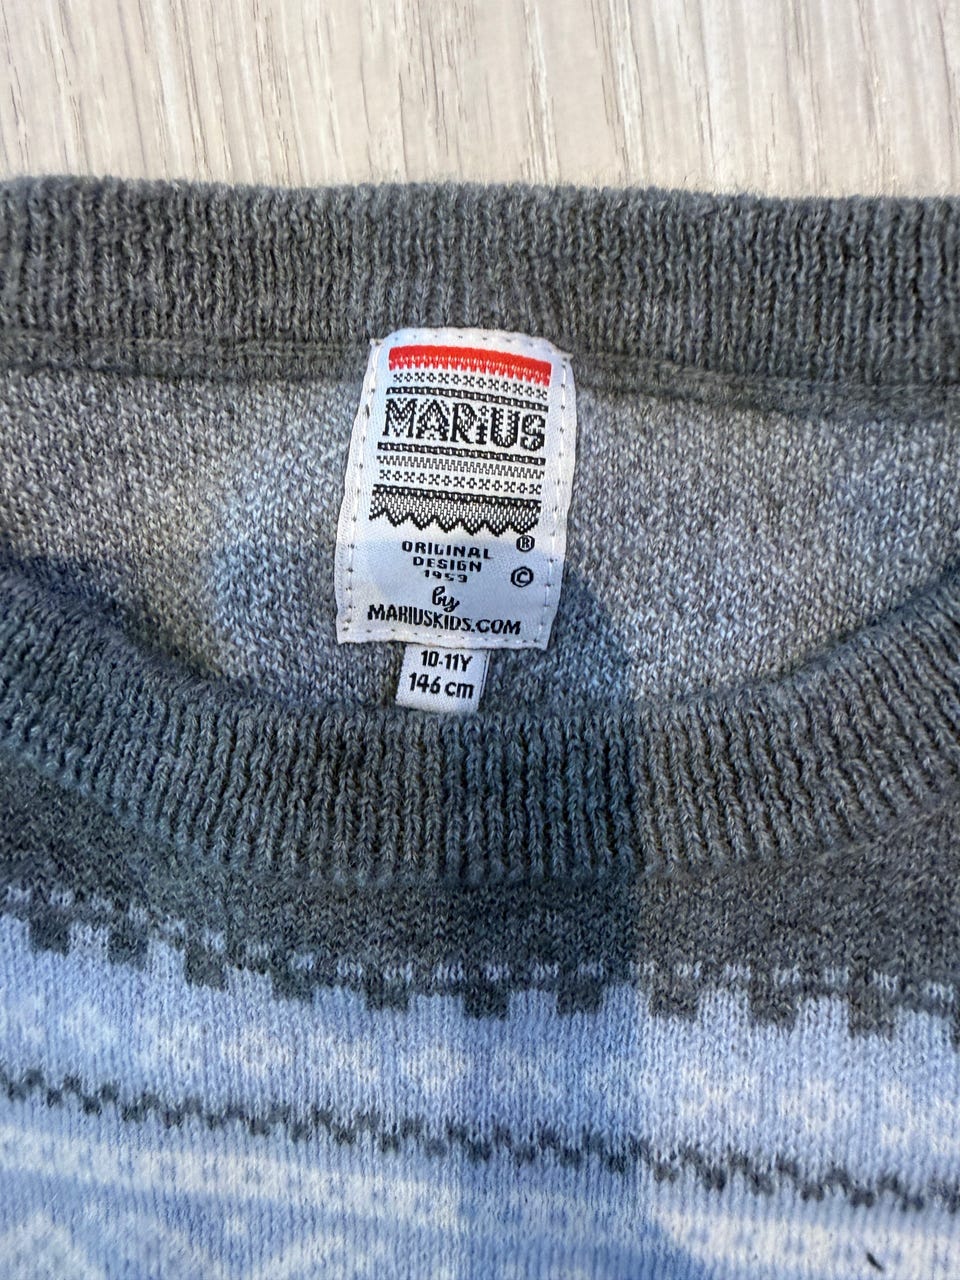 MARiUS
®
ORIGINAL
DESIGN
1953
©
by
MARIUSKIDS.COM
10-11Y
146 cm